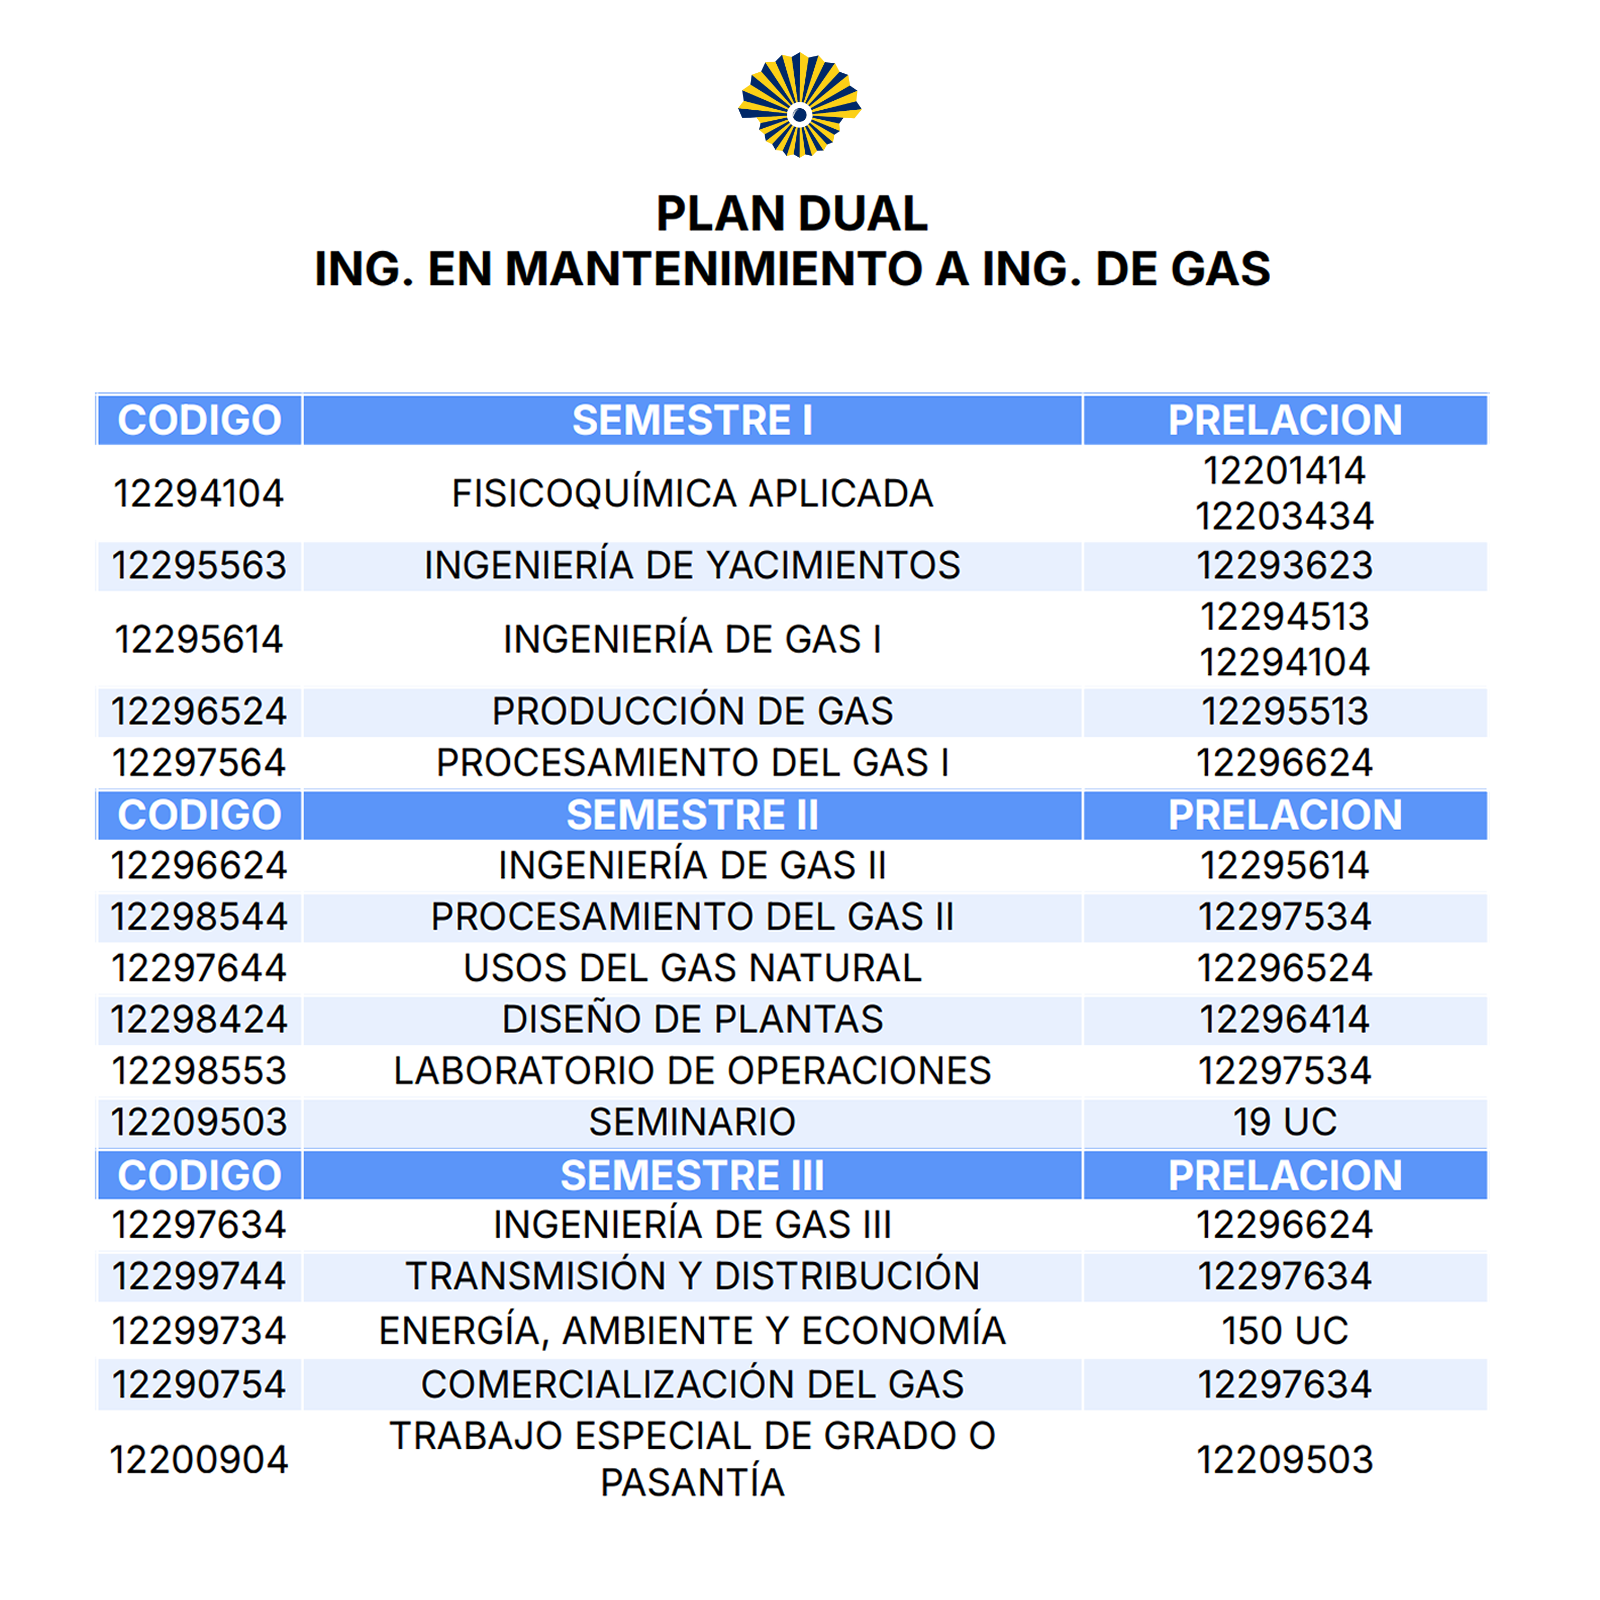 PLAN DUAL
ING. EN MANTENIMIENTO A ING. DE GAS
CODIGO SEMESTRE I PRELACION
12294104 FISICOQUÍMICA APLICADA 12201414
12203434
12295563 INGENIERÍA DE YACIMIENTOS 12293623
12295614 INGENIERÍA DE GAS I 12294513
12294104
12296524 PRODUCCIÓN DE GAS 12295513
12297564 PROCESAMIENTO DEL GAS I 12296624
CODIGO SEMESTRE II PRELACION
12296624 INGENIERÍA DE GAS II 12295614
12298544 PROCESAMIENTO DEL GAS II 12297534
12297644 USOS DEL GAS NATURAL 12296524
12298424 DISEÑO DE PLANTAS 12296414
12298553 LABORATORIO DE OPERACIONES 12297534
12209503 SEMINARIO 19 UC
CODIGO SEMESTRE III PRELACION
12297634 INGENIERÍA DE GAS III 12296624
12299744 TRANSMISIÓN Y DISTRIBUCIÓN 12297634
12299734 ENERGÍA, AMBIENTE Y ECONOMÍA 150 UC
12290754 COMERCIALIZACIÓN DEL GAS 12297634
12200904 TRABAJO ESPECIAL DE GRADO O 12209503
PASANTÍA